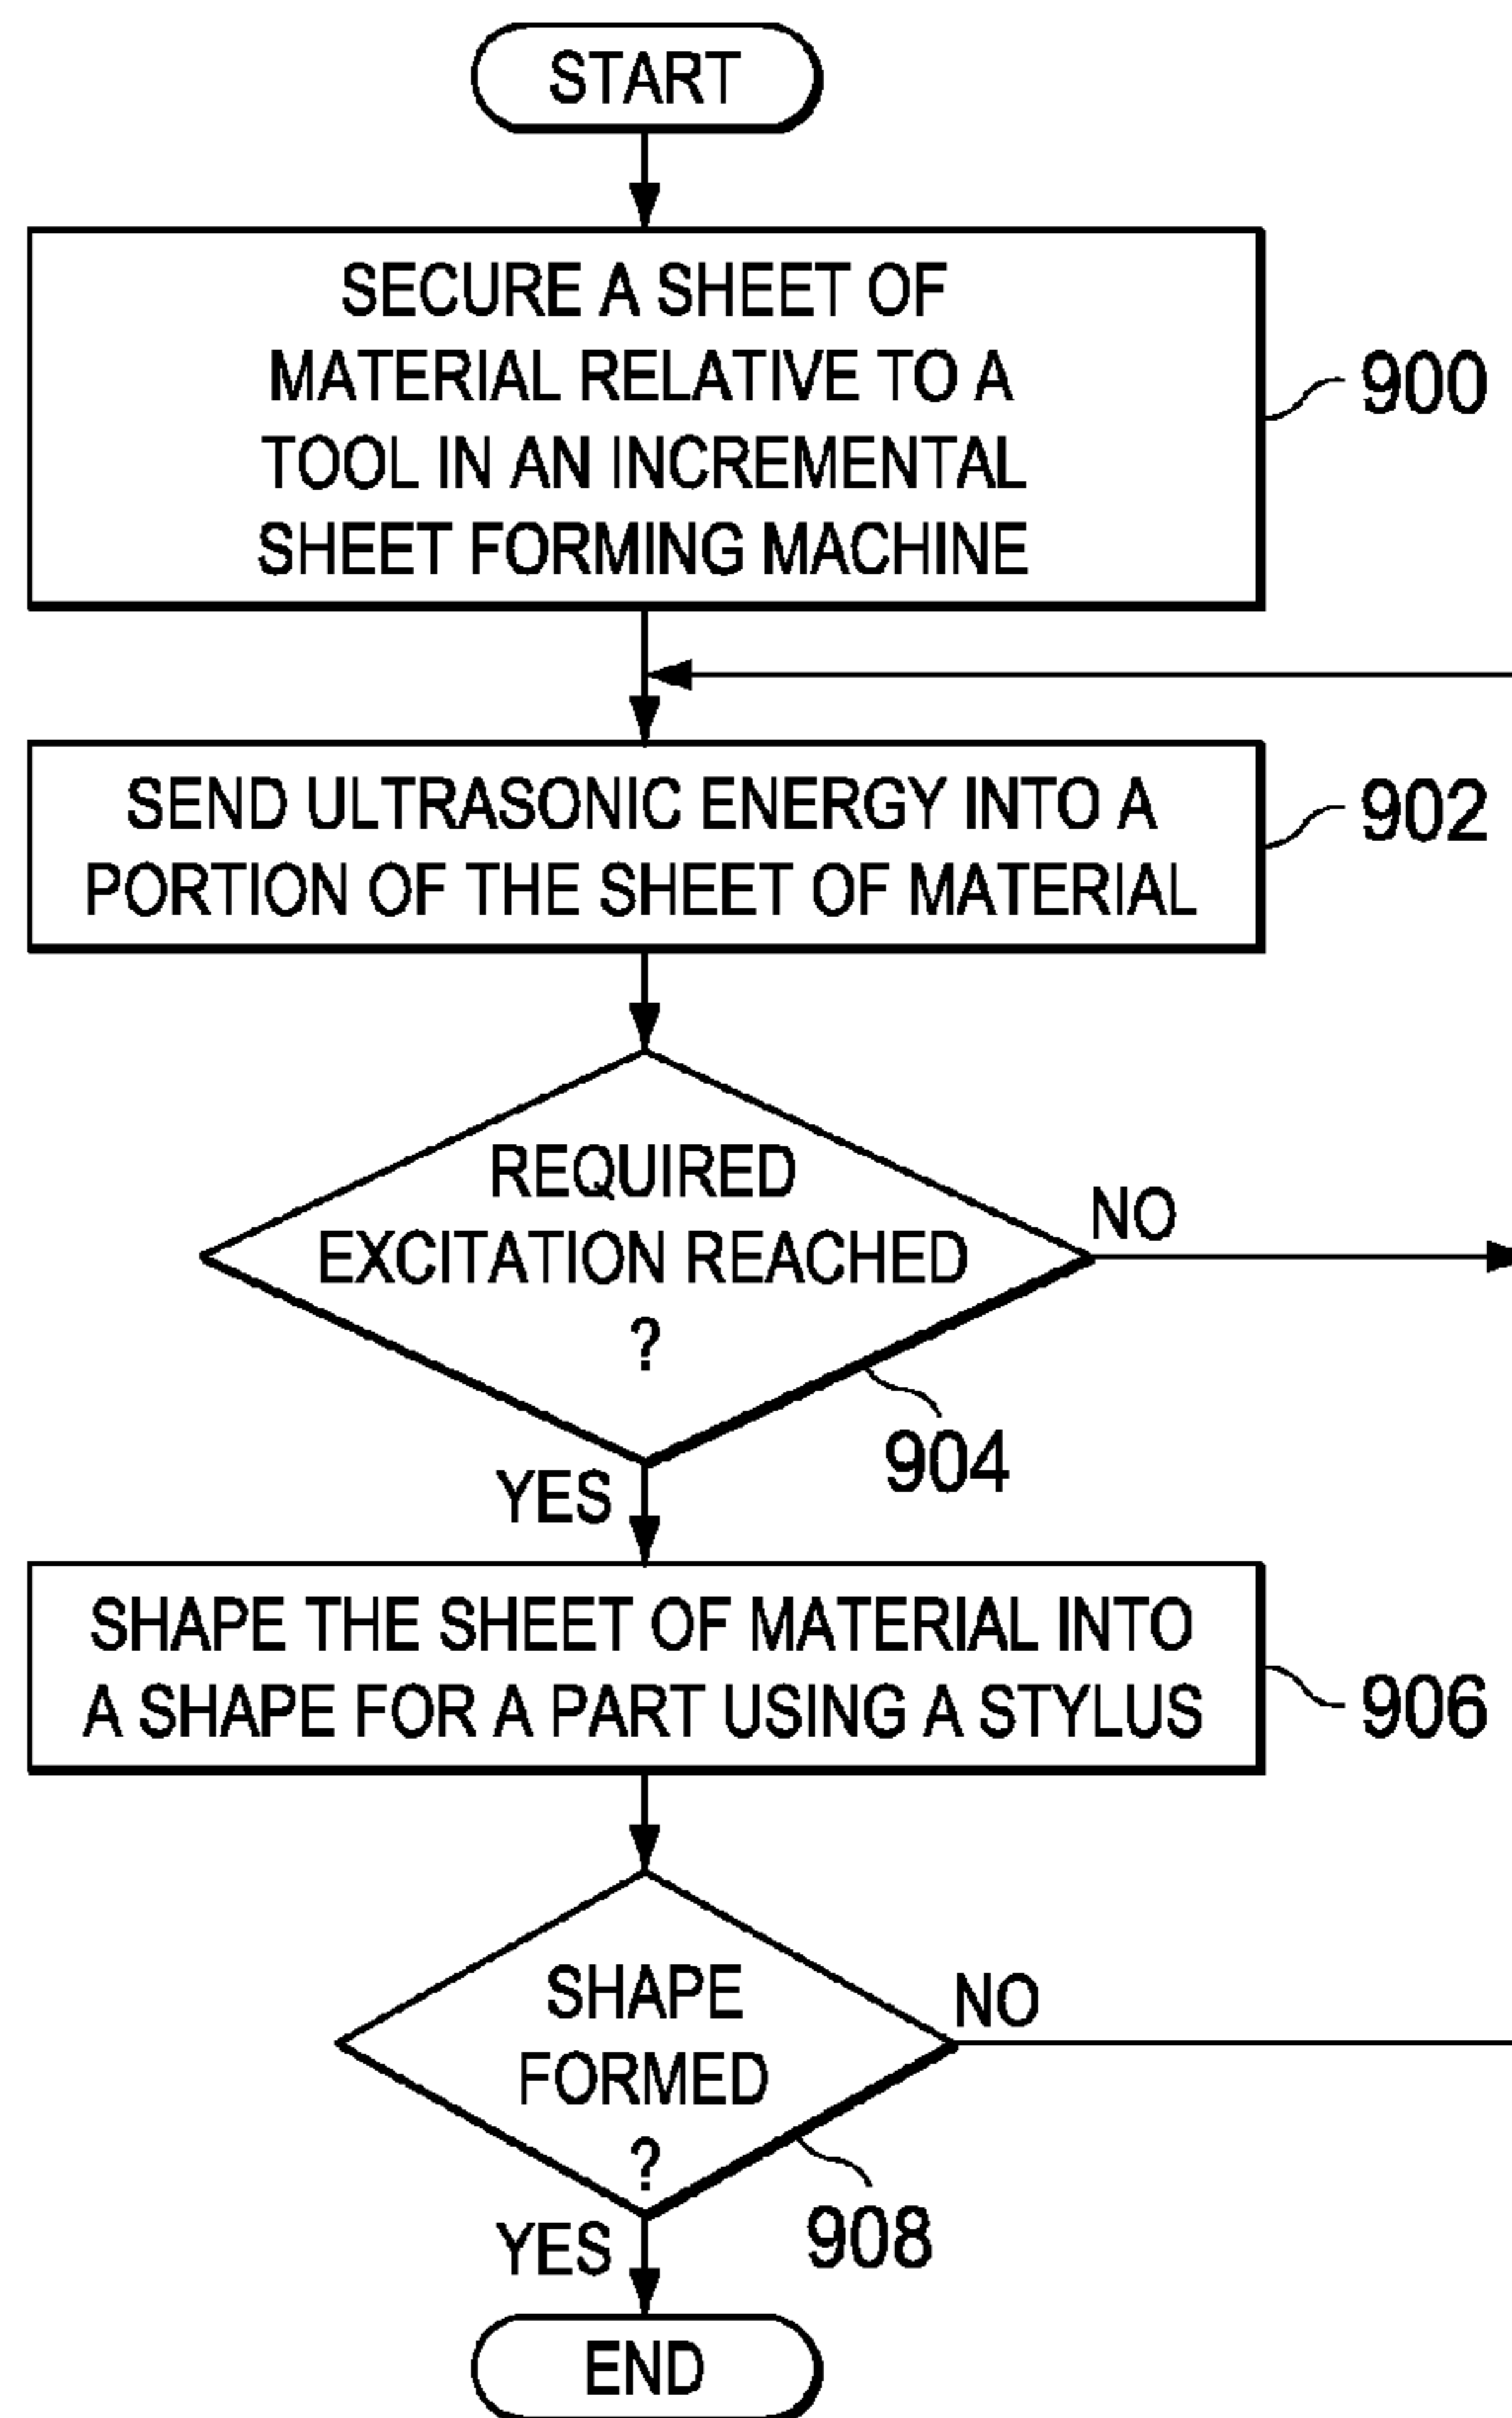 START
SECURE A SHEET OF
MATERIAL RELATIVE TO A
TOOL IN AN INCREMENTAL
SHEET FORMING MACHINE
900
SEND ULTRASONIC ENERGY INTO A
PORTION OF THE SHEET OF MATERIAL
902
REQUIRED
EXCITATION REACHED
?
NO
904
YES
SHAPE THE SHEET OF MATERIAL INTO
A SHAPE FOR A PART USING A STYLUS
906
SHAPE
FORMED
?
NO
908
YES
END